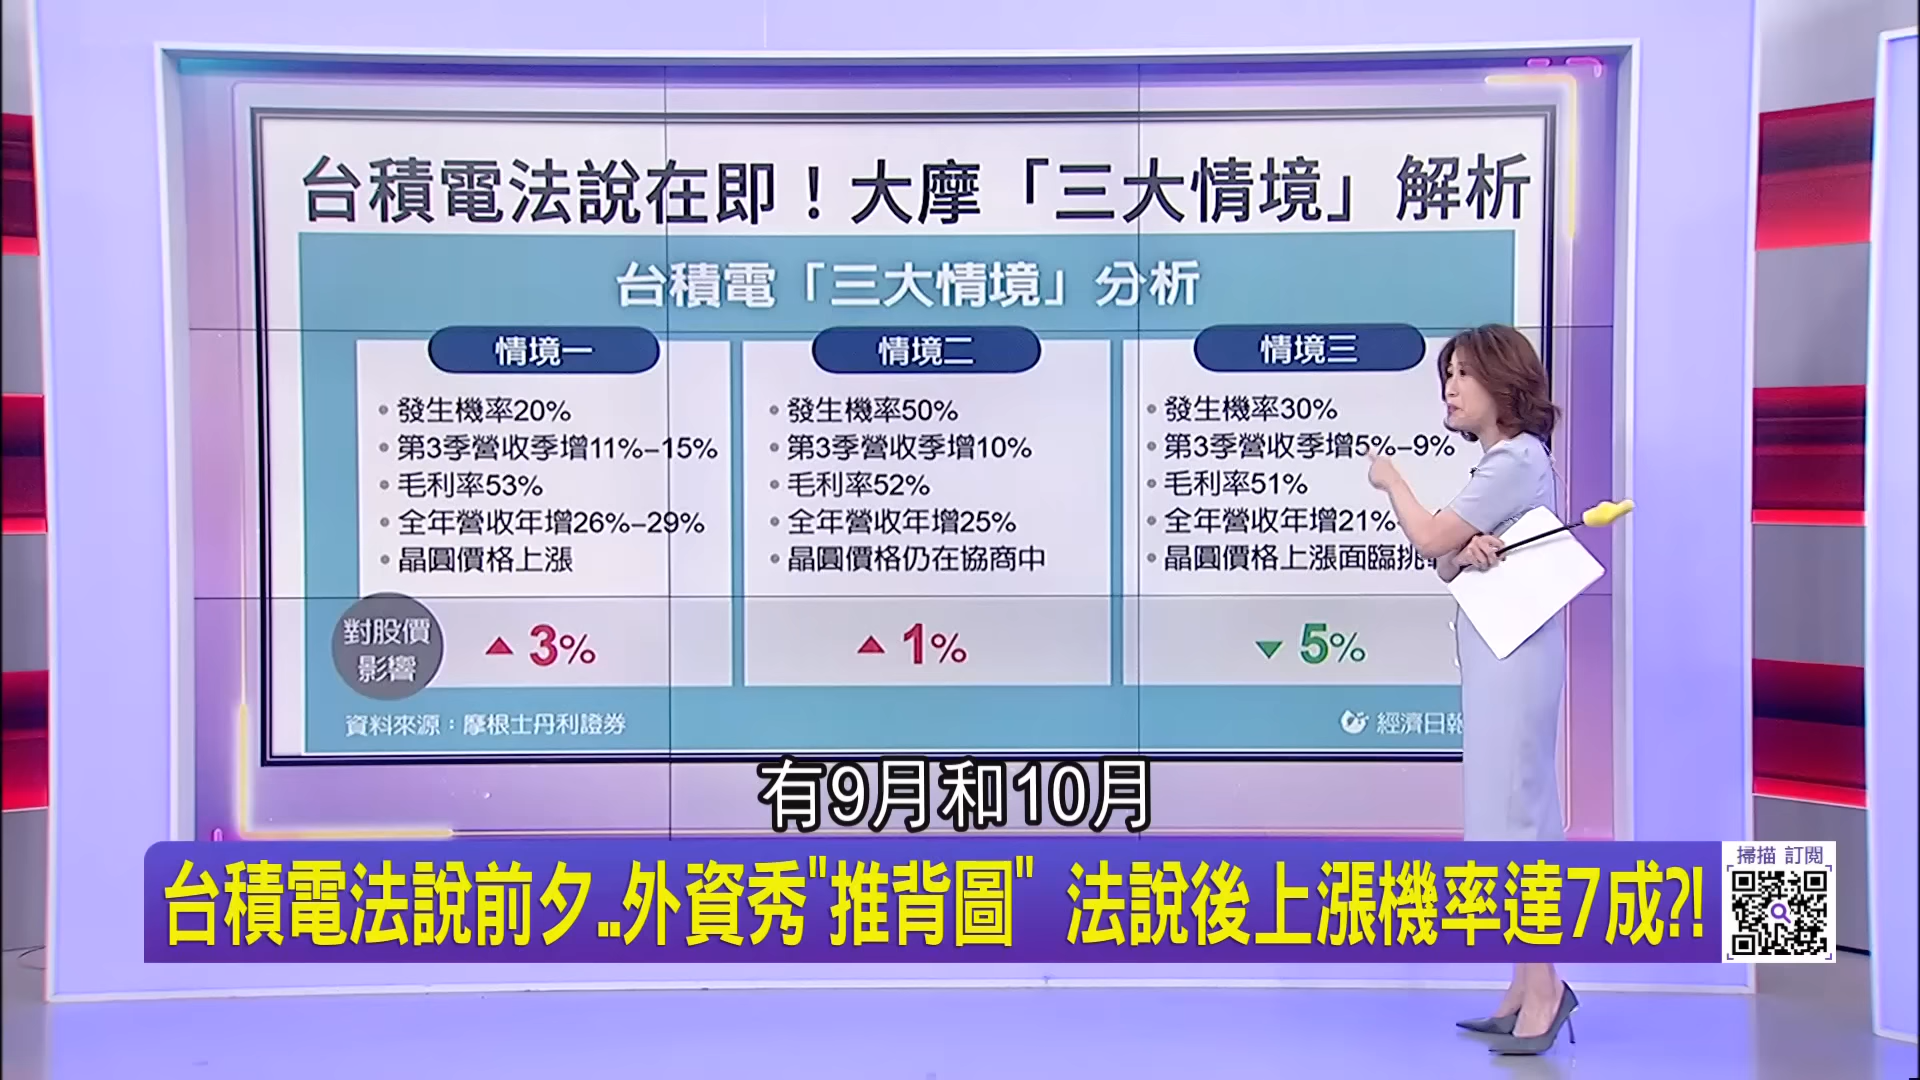 台積電法說在即！大摩「三大情境」解析
台積電「三大情境」分析
情境一
• 發生機率20%
• 第3季營收季增11%-15%
• 毛利率53%
• 全年營收年增26%-29%
• 晶圓價格上漲
情境二
• 發生機率50%
• 第3季營收季增10%
• 毛利率52%
• 全年營收年增25%
• 晶圓價格仍在協商中
情境三
• 發生機率30%
• 第3季營收季增5%-9%
• 毛利率51%
• 全年營收年增21%
• 晶圓價格上漲面臨挑
對股價
影響
▲ 3%
▲ 1%
▼ 5%
資料來源：摩根士丹利證券
經濟日報
有9月和10月
台積電法說前夕..外資秀"推背圖" 法說後上漲機率達7成?!
掃描 訂閱